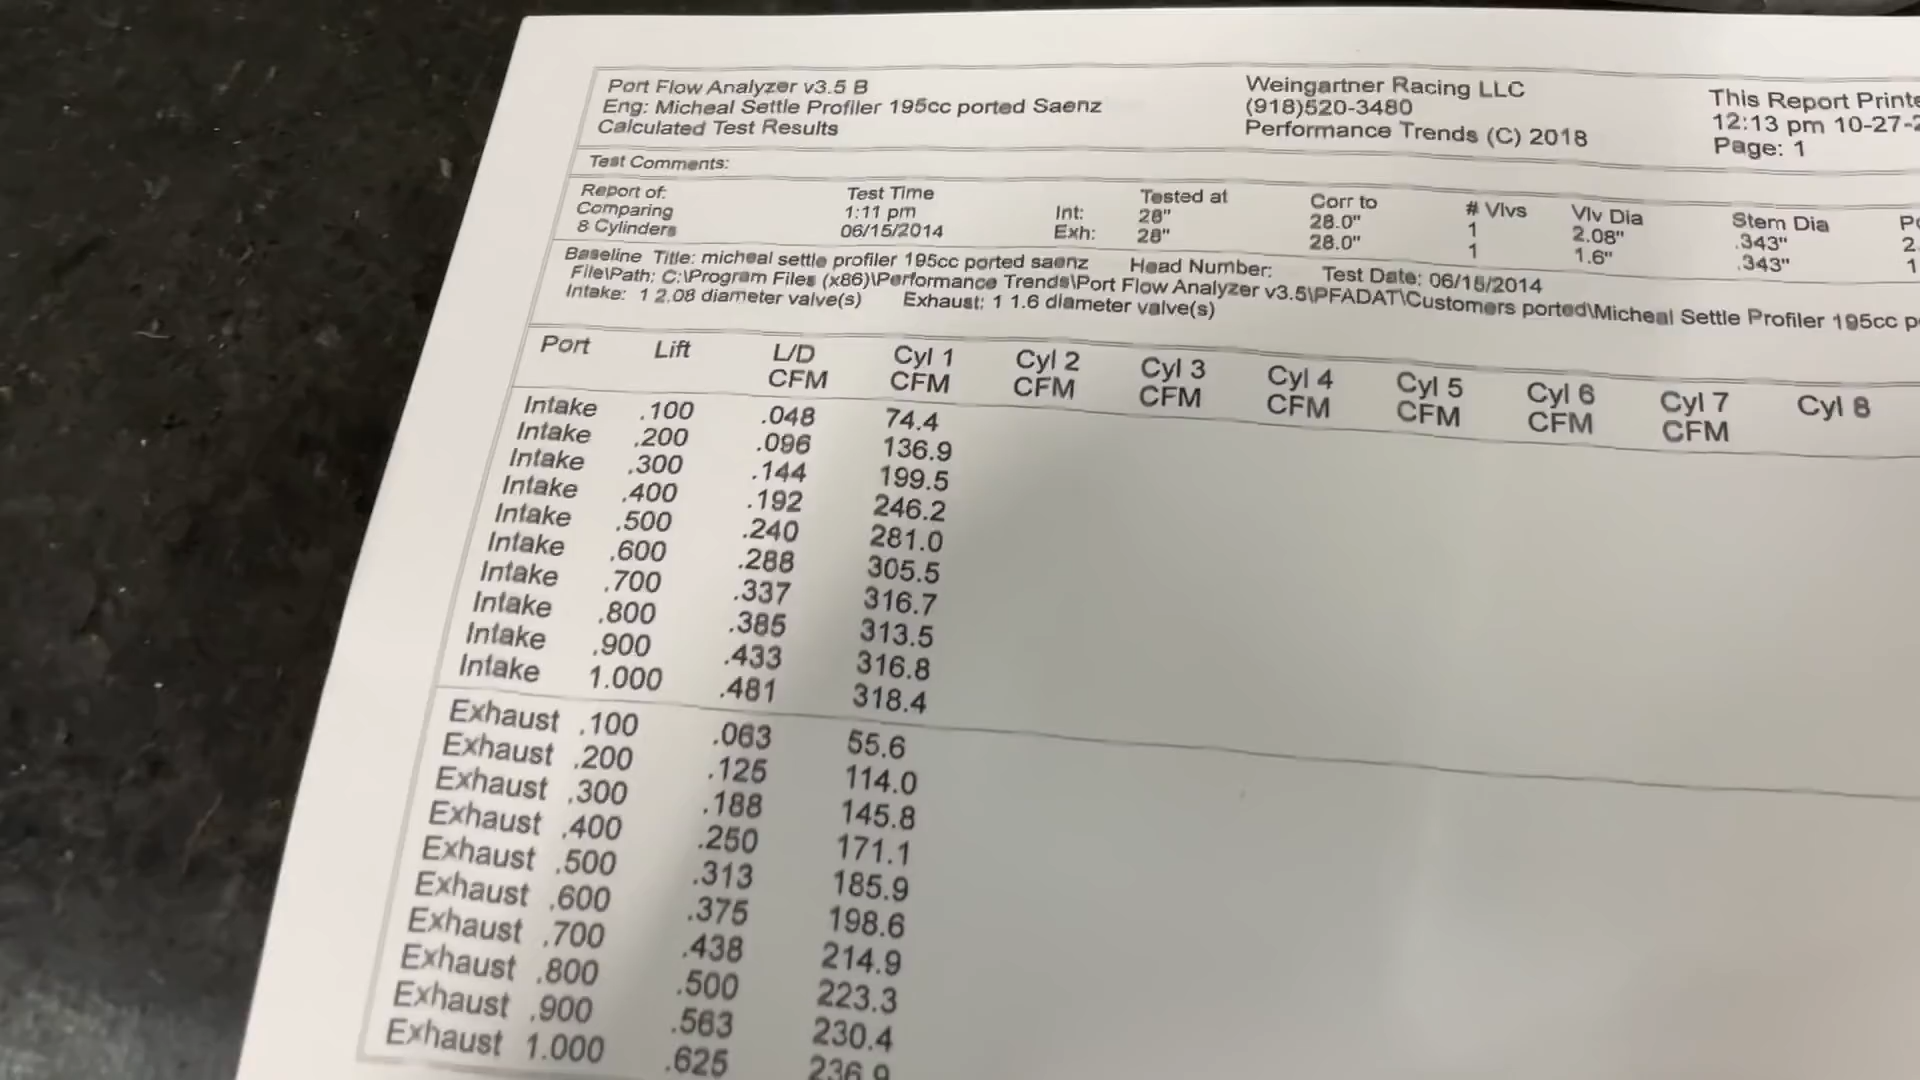 Port Flow Analyzer v3.5 B
Eng: Micheal Settle Profiler 195cc ported Saenz
Calculated Test Results
Weingartner Racing LLC
(918)520-3480
Performance Trends (C) 2018
This Report Printe
12:13 pm 10-27-2
Page: 1
Test Comments:
Report of:
Comparing
8 Cylinders
Test Time
1:11 pm
06/15/2014
Int:
Exh:
Tested at
28"
28"
Corr to
28.0"
28.0"
# Vlvs
1
1
Vlv Dia
2.08"
1.6"
Stem Dia
.343"
.343"
Baseline Title: micheal settle profiler 195cc ported saenz Head Number: Test Date: 06/15/2014
File\Path: C:\Program Files (x86)\Performance Trends\Port Flow Analyzer v3.5\PFADAT\Customers ported\Micheal Settle Profiler 195cc p
Intake: 1 2.08 diameter valve(s) Exhaust: 1 1.6 diameter valve(s)
Port Lift L/D Cyl 1 Cyl 2 Cyl 3 Cyl 4 Cyl 5 Cyl 6 Cyl 7 Cyl 8
CFM CFM CFM CFM CFM CFM CFM CFM
Intake .100 .048 74.4
Intake .200 .096 136.9
Intake .300 .144 199.5
Intake .400 .192 246.2
Intake .500 .240 281.0
Intake .600 .288 305.5
Intake .700 .337 316.7
Intake .800 .385 313.5
Intake .900 .433 316.8
Intake 1.000 .481 318.4
Exhaust .100 .063 55.6
Exhaust .200 .125 114.0
Exhaust .300 .188 145.8
Exhaust .400 .250 171.1
Exhaust .500 .313 185.9
Exhaust .600 .375 198.6
Exhaust .700 .438 214.9
Exhaust .800 .500 223.3
Exhaust .900 .563 230.4
Exhaust 1.000 .625 236.9